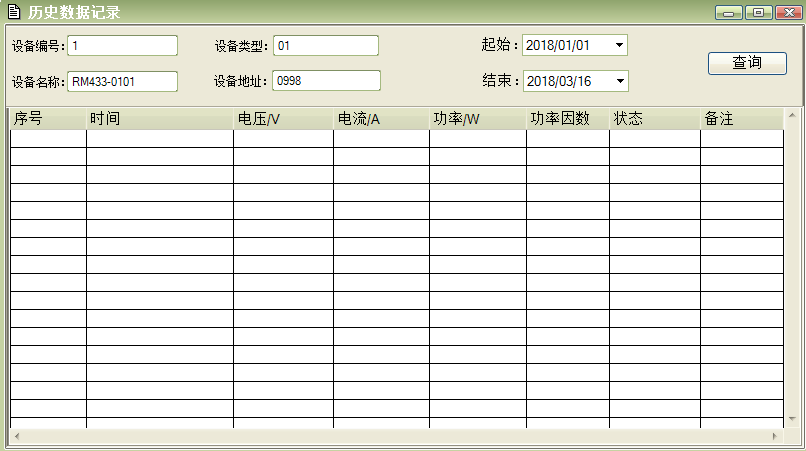 历史数据记录
设备编号: 1 设备类型: 01 起始: 2018/01/01
查询
设备名称: RM433-0101 设备地址: 0998 结束: 2018/03/16
序号 时间 电压/V 电流/A 功率/W 功率因数 状态 备注